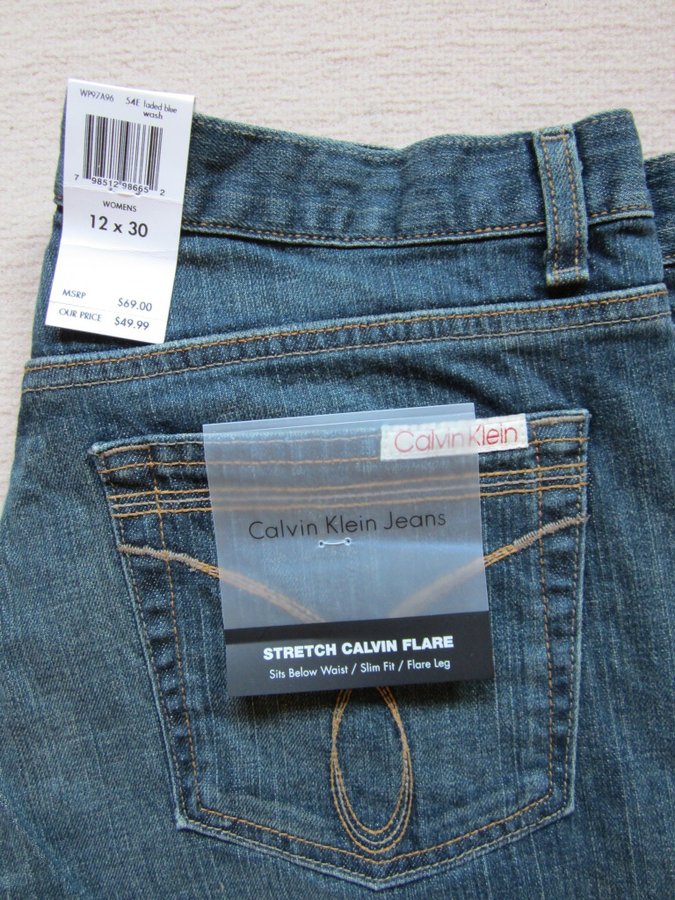 WP97A96 54E faded blue
wash
7 98512 98665 2
WOMENS
12 x 30
MSRP $69.00
OUR PRICE $49.99
Calvin Klein
Calvin Klein Jeans
STRETCH CALVIN FLARE
Sits Below Waist / Slim Fit / Flare Leg